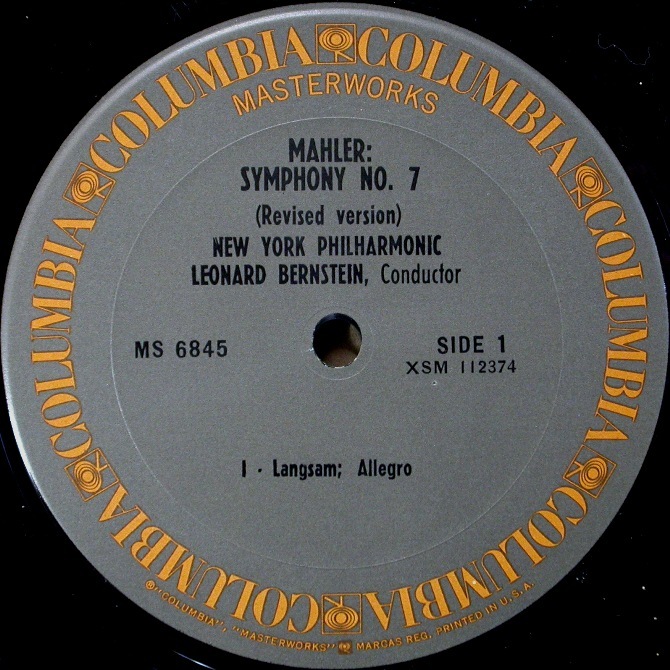 COLUMBIA COLUMBIA COLUMBIA COLUMBIA COLUMBIA COLUMBIA
MASTERWORKS
MAHLER:
SYMPHONY NO. 7
(Revised version)
NEW YORK PHILHARMONIC
LEONARD BERNSTEIN, Conductor
MS 6845
SIDE 1
XSM 112374
I - Langsam; Allegro
® "COLUMBIA", "MASTERWORKS" MARCAS REG. PRINTED IN U.S.A.